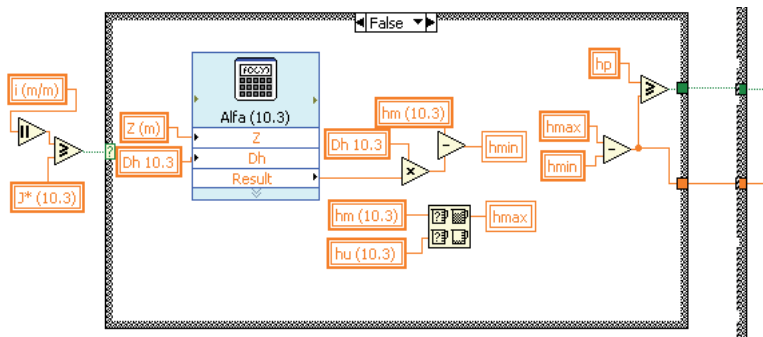 False
i (m/m)
J* (10.3)
?
Z (m)
Dh 10.3
f(XY)
Alfa (10.3)
Z
Dh
Result
Dh 10.3
hm (10.3)
hmin
hm (10.3)
hu (10.3)
? ?
hmax
hmax
hmin
hp